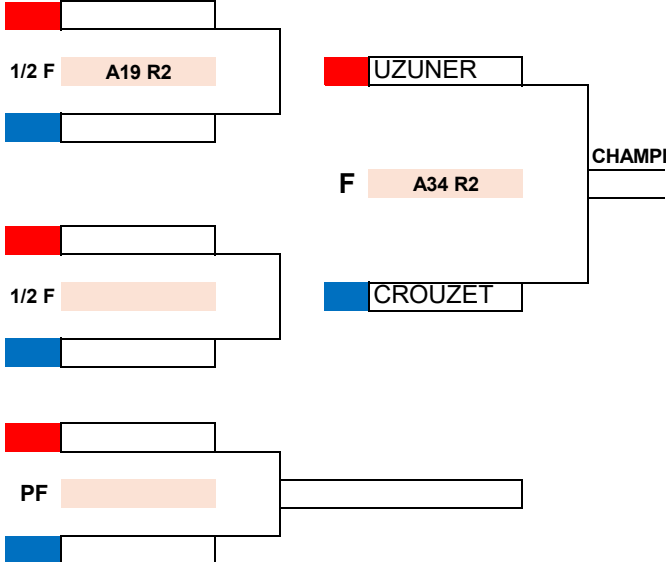 1/2 F A19 R2
UZUNER
CHAMPI
F A34 R2
1/2 F
CROUZET
PF